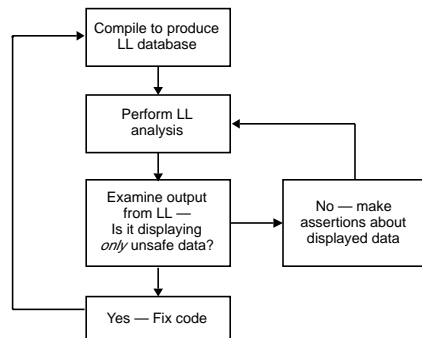 Compile to produce
LL database
Perform LL
analysis
Examine output
from LL —
Is it displaying
only unsafe data?
No — make
assertions about
displayed data
Yes — Fix code